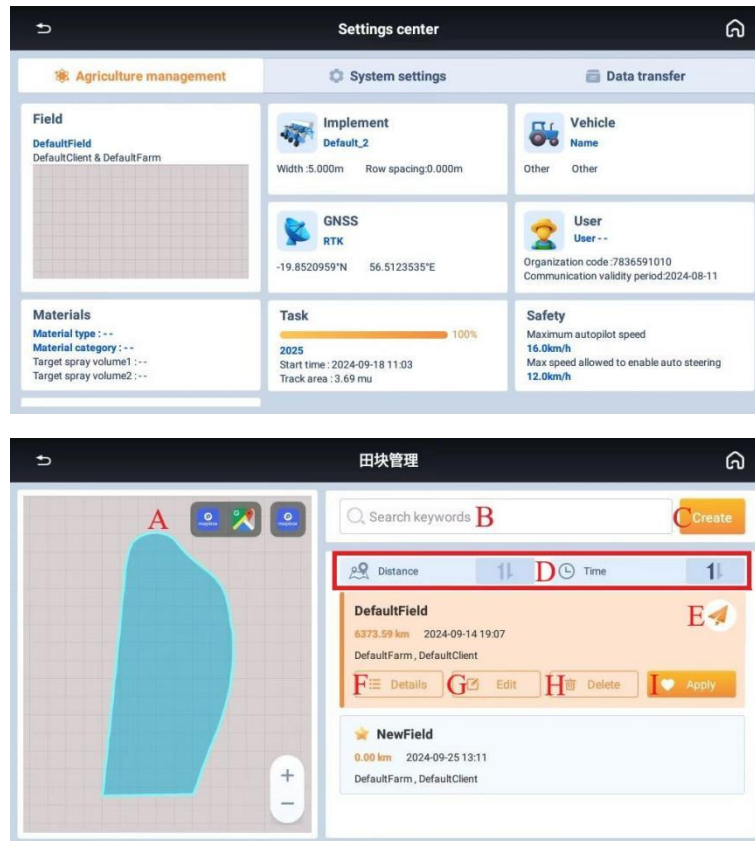 Settings center
Agriculture management
System settings
Data transfer
Field
DefaultField
DefaultClient & DefaultFarm
Implement
Default_2
Width :5.000m Row spacing:0.000m
Vehicle
Name
Other Other
GNSS
RTK
-19.8520959°N 56.5123535°E
User
User - -
Organization code :7836591010
Communication validity period:2024-08-11
Materials
Material type : - -
Material category : - -
Target spray volume1 : - -
Target spray volume2 : - -
Task
100%
2025
Start time : 2024-09-18 11:03
Track area : 3.69 mu
Safety
Maximum autopilot speed
16.0km/h
Max speed allowed to enable auto steering
12.0km/h
田块管理
A
mapbox
mapbox
Search keywords B
C Create
Distance
D Time
DefaultField
E
6373.59 km 2024-09-14 19:07
DefaultFarm , DefaultClient
F Details
G Edit
H Delete
I Apply
NewField
0.00 km 2024-09-25 13:11
DefaultFarm , DefaultClient
+
−